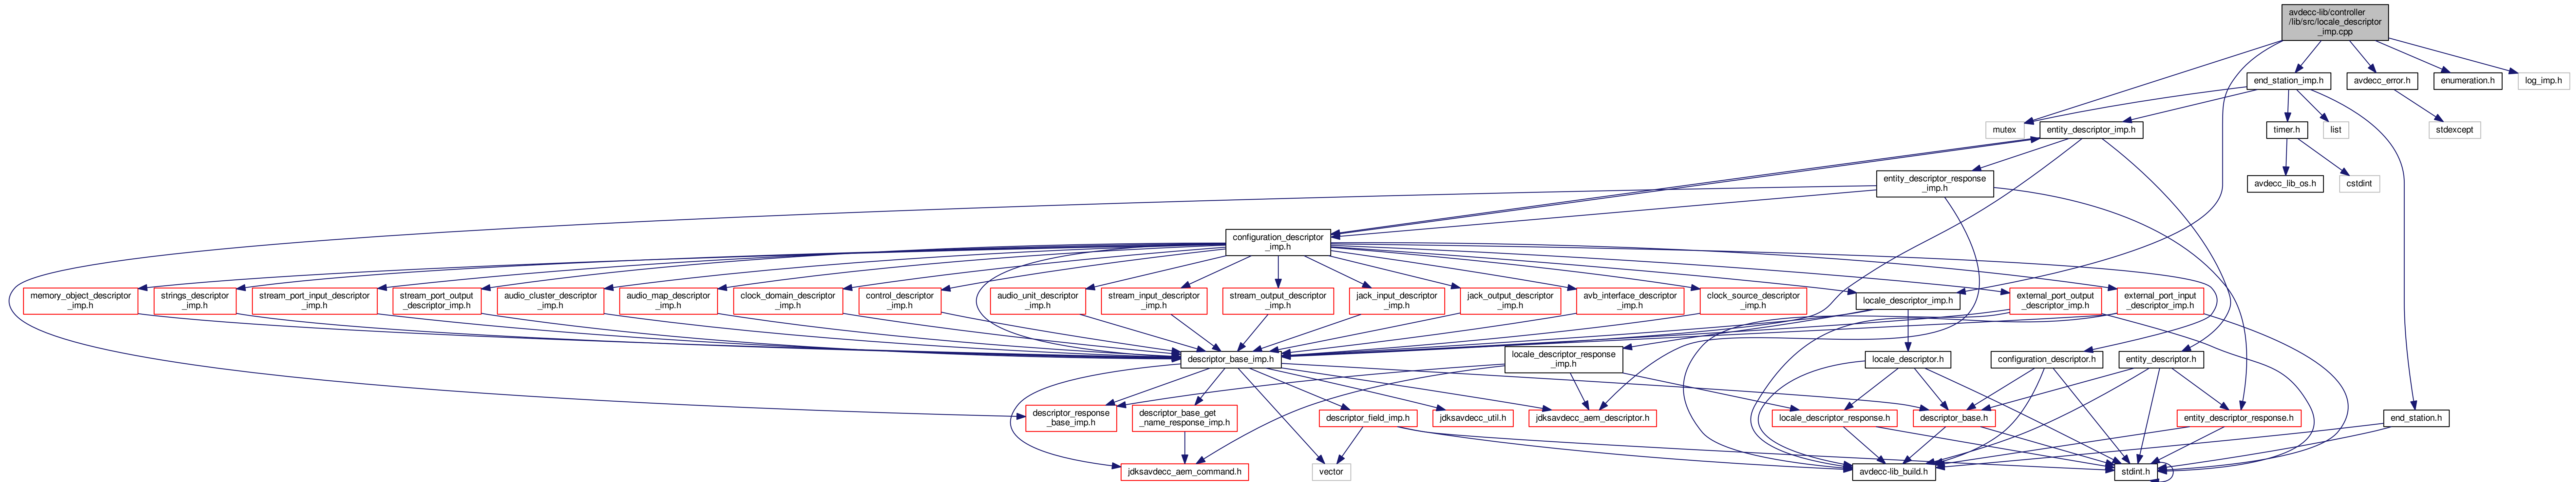 avdecc-lib/controller
/lib/src/locale_descriptor
_imp.cpp
end_station_imp.h
avdecc_error.h
enumeration.h
log_imp.h
mutex
entity_descriptor_imp.h
timer.h
list
stdexcept
entity_descriptor_response
_imp.h
avdecc_lib_os.h
cstdint
configuration_descriptor
_imp.h
memory_object_descriptor
_imp.h
strings_descriptor
_imp.h
stream_port_input_descriptor
_imp.h
stream_port_output
_descriptor_imp.h
audio_cluster_descriptor
_imp.h
audio_map_descriptor
_imp.h
clock_domain_descriptor
_imp.h
control_descriptor
_imp.h
audio_unit_descriptor
_imp.h
stream_input_descriptor
_imp.h
stream_output_descriptor
_imp.h
jack_input_descriptor
_imp.h
jack_output_descriptor
_imp.h
avb_interface_descriptor
_imp.h
clock_source_descriptor
_imp.h
locale_descriptor_imp.h
external_port_output
_descriptor_imp.h
external_port_input
_descriptor_imp.h
descriptor_base_imp.h
locale_descriptor_response
_imp.h
locale_descriptor.h
configuration_descriptor.h
entity_descriptor.h
descriptor_response
_base_imp.h
descriptor_base_get
_name_response_imp.h
descriptor_field_imp.h
jdksavdecc_util.h
jdksavdecc_aem_descriptor.h
locale_descriptor_response.h
descriptor_base.h
entity_descriptor_response.h
end_station.h
jdksavdecc_aem_command.h
vector
avdecc-lib_build.h
stdint.h